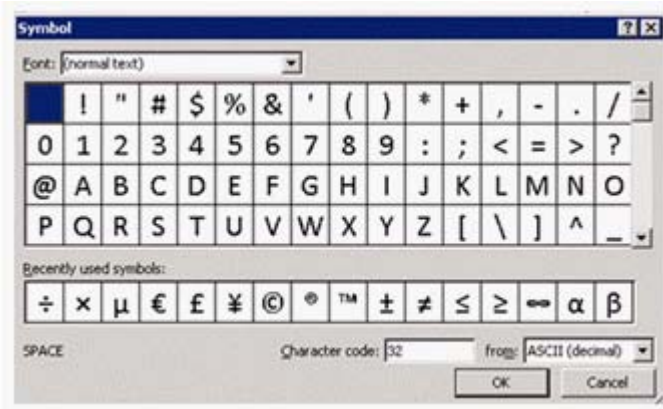 Symbol
Font: (normal text)
! " # $ % & ' ( ) * + , - . /
0 1 2 3 4 5 6 7 8 9 : ; < = > ?
@ A B C D E F G H I J K L M N O
P Q R S T U V W X Y Z [ \ ] ^ _
Recently used symbols:
÷ × µ € £ ¥ © ® ™ ± ≠ ≤ ≥ ∞ α β
SPACE Character code: 32 from: ASCII (decimal)
OK Cancel